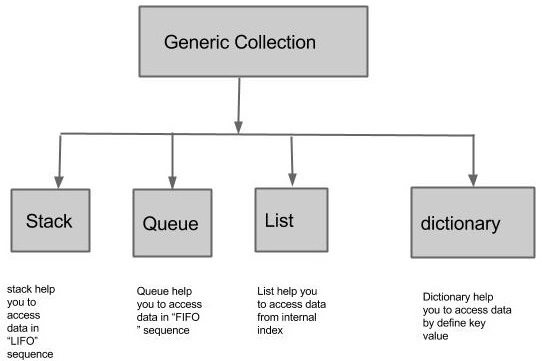 Generic Collection
Stack
Queue
List
dictionary
stack help
you to
access
data in
"LIFO"
sequence
Queue help
you to access
data in "FIFO
" sequence
List help you
to access data
from internal
index
Dictionary help
you to access data
by define key
value